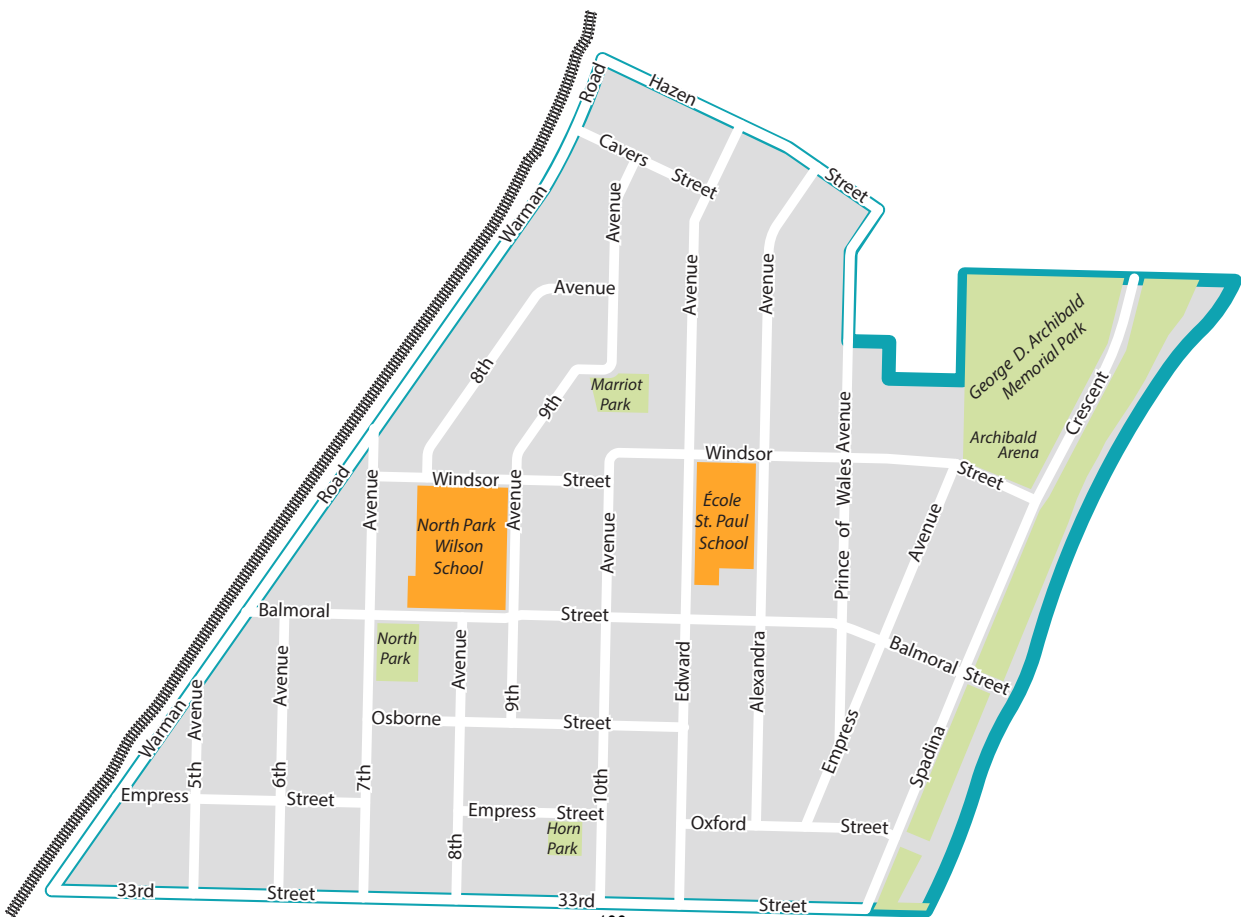 Hazen
Road
Cavers
Street
Street
Warman
Avenue
Avenue
Avenue
Avenue
George D. Archibald
Memorial Park
8th
Marriot
Park
9th
Crescent
Prince of Wales Avenue
Archibald
Arena
Windsor
Street
Road
Windsor
Street
Avenue
Avenue
École
St. Paul
School
North Park
Wilson
School
Avenue
Avenue
Balmoral
Street
North
Park
Avenue
Avenue
Balmoral Street
Edward
Alexandra
Avenue
9th
Osborne
Street
Warman
Empress
Spadina
5th
6th
7th
10th
Empress
Street
Empress
Street
Horn
Park
Oxford
Street
8th
33rd
Street
33rd
Street